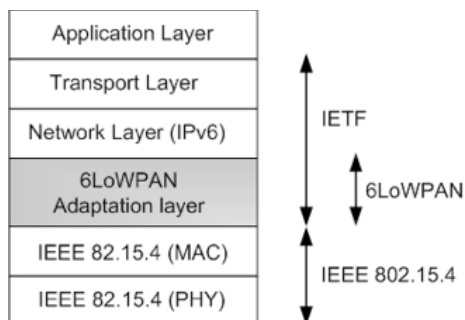 Application Layer
Transport Layer
Network Layer (IPv6)
6LoWPAN
Adaptation layer
IEEE 82.15.4 (MAC)
IEEE 82.15.4 (PHY)
IETF
6LoWPAN
IEEE 802.15.4